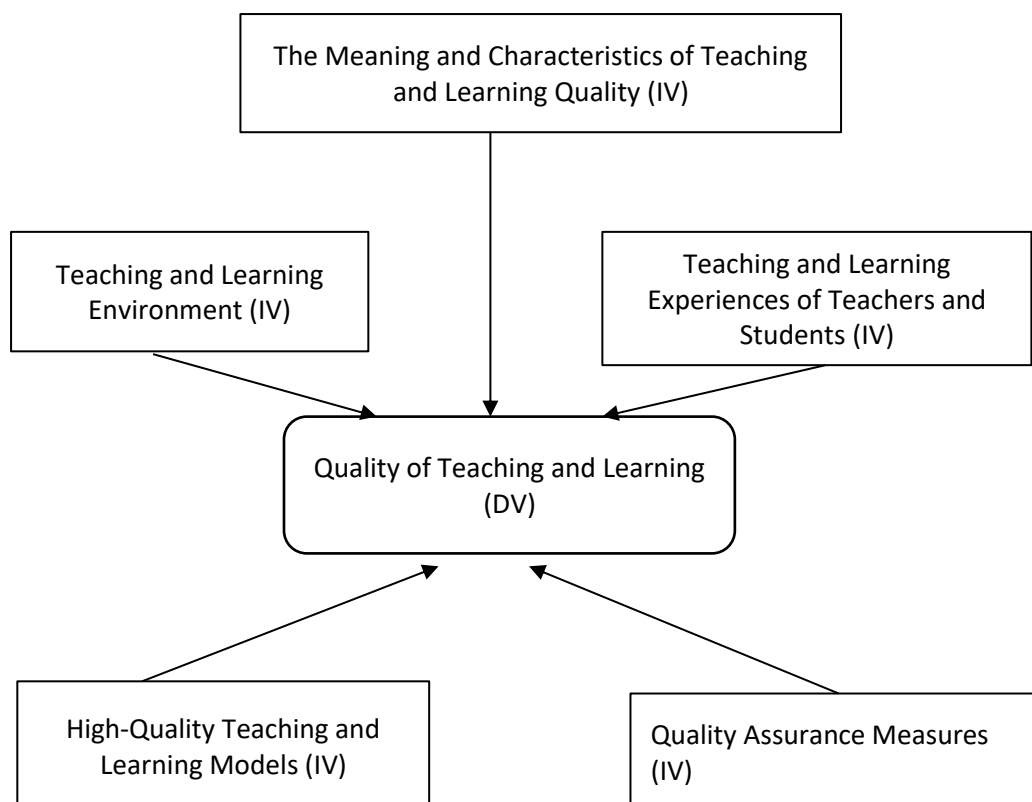 The Meaning and Characteristics of Teaching
and Learning Quality (IV)
Teaching and Learning
Environment (IV)
Teaching and Learning
Experiences of Teachers and
Students (IV)
Quality of Teaching and Learning
(DV)
High-Quality Teaching and
Learning Models (IV)
Quality Assurance Measures
(IV)